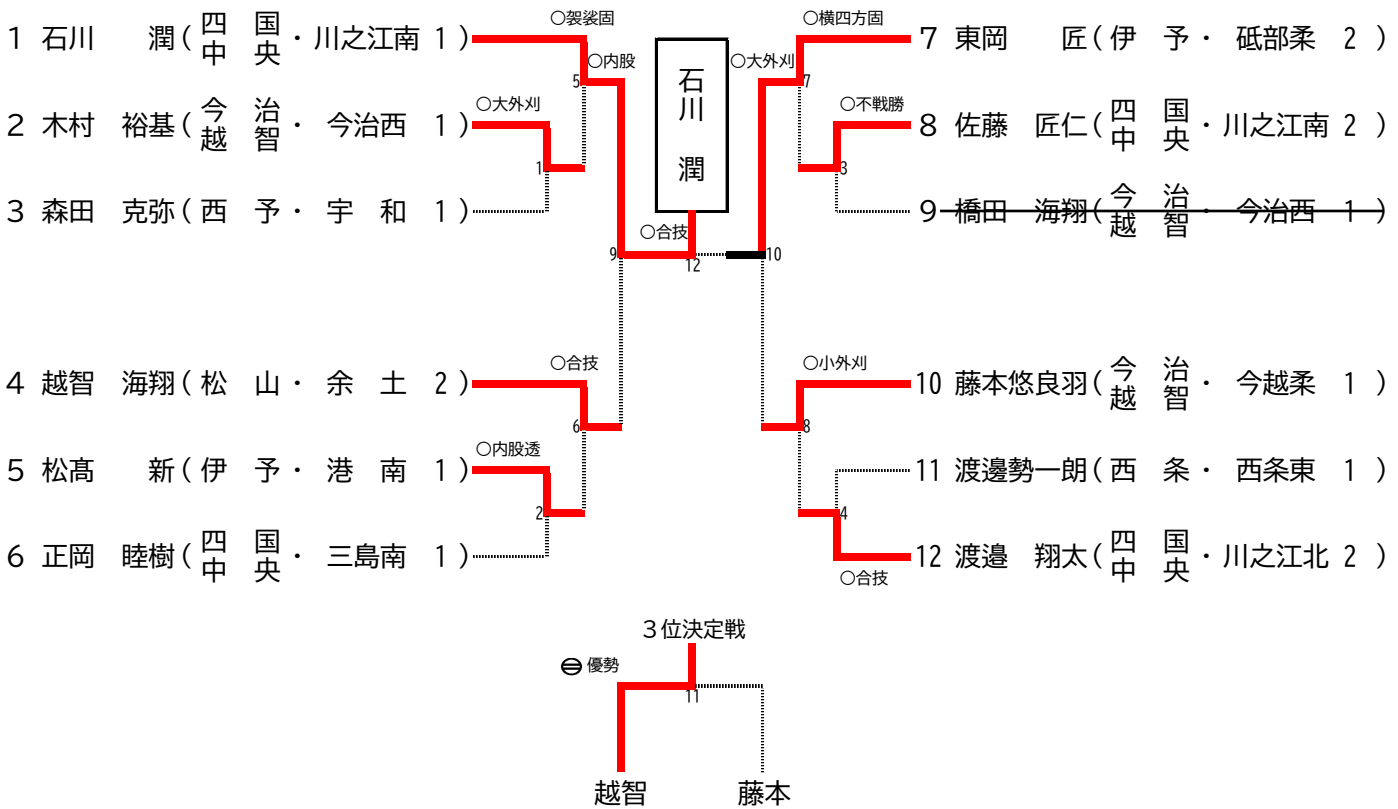 1 石川 潤(四国中央・川之江南 1)
2 木村 裕基(今治越智・今治西 1)
3 森田 克弥(西予・宇和 1)
4 越智 海翔(松山・余土 2)
5 松髙 新(伊予・港南 1)
6 正岡 睦樹(四国中央・三島南 1)
○袈裟固
○内股
5
○大外刈
1
9
○合技
6
○内股透
2
石川 潤
○合技
12
○横四方固
○大外刈
7
○不戦勝
3
10
○小外刈
8
4
○合技
7 東岡 匠(伊予・砥部柔 2)
8 佐藤 匠仁(四国中央・川之江南 2)
9 橋田 海翔(今治越智・今治西 1)
10 藤本悠良羽(今治越智・今越柔 1)
11 渡邊勢一朗(西条・西条東 1)
12 渡邉 翔太(四国中央・川之江北 2)
3位決定戦
⊖優勢
11
越智
藤本